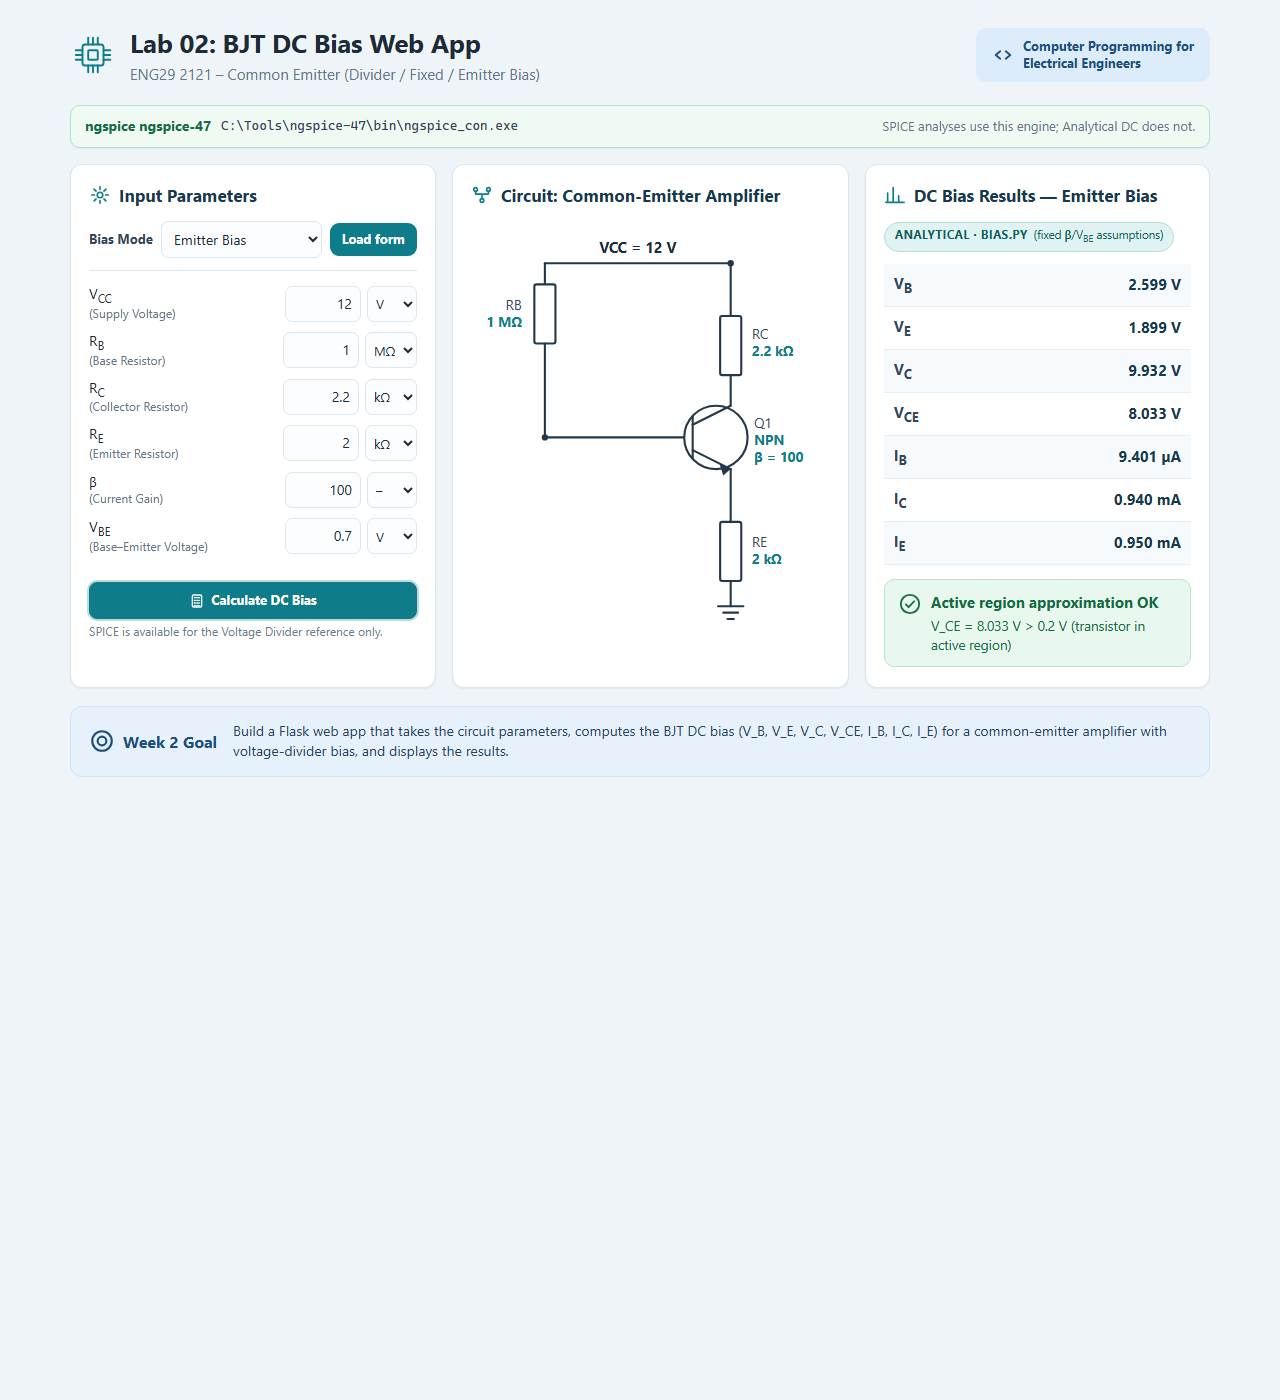 Lab 02: BJT DC Bias Web App
ENG29 2121 – Common Emitter (Divider / Fixed / Emitter Bias)
Computer Programming for
Electrical Engineers
ngspice ngspice-47 C:\Tools\ngspice-47\bin\ngspice_con.exe
SPICE analyses use this engine; Analytical DC does not.
Input Parameters
Bias Mode Emitter Bias Load form
VCC
(Supply Voltage)
12 V
RB
(Base Resistor)
1 MΩ
RC
(Collector Resistor)
2.2 kΩ
RE
(Emitter Resistor)
2 kΩ
β
(Current Gain)
100 –
VBE
(Base–Emitter Voltage)
0.7 V
Calculate DC Bias
SPICE is available for the Voltage Divider reference only.
Circuit: Common-Emitter Amplifier
VCC = 12 V
RB
1 MΩ
RC
2.2 kΩ
Q1
NPN
β = 100
RE
2 kΩ
DC Bias Results — Emitter Bias
ANALYTICAL · BIAS.PY (fixed β/VBE assumptions)
VB 2.599 V
VE 1.899 V
VC 9.932 V
VCE 8.033 V
IB 9.401 µA
IC 0.940 mA
IE 0.950 mA
Active region approximation OK
V_CE = 8.033 V > 0.2 V (transistor in
active region)
Week 2 Goal
Build a Flask web app that takes the circuit parameters, computes the BJT DC bias (V_B, V_E, V_C, V_CE, I_B, I_C, I_E) for a common-emitter amplifier with
voltage-divider bias, and displays the results.